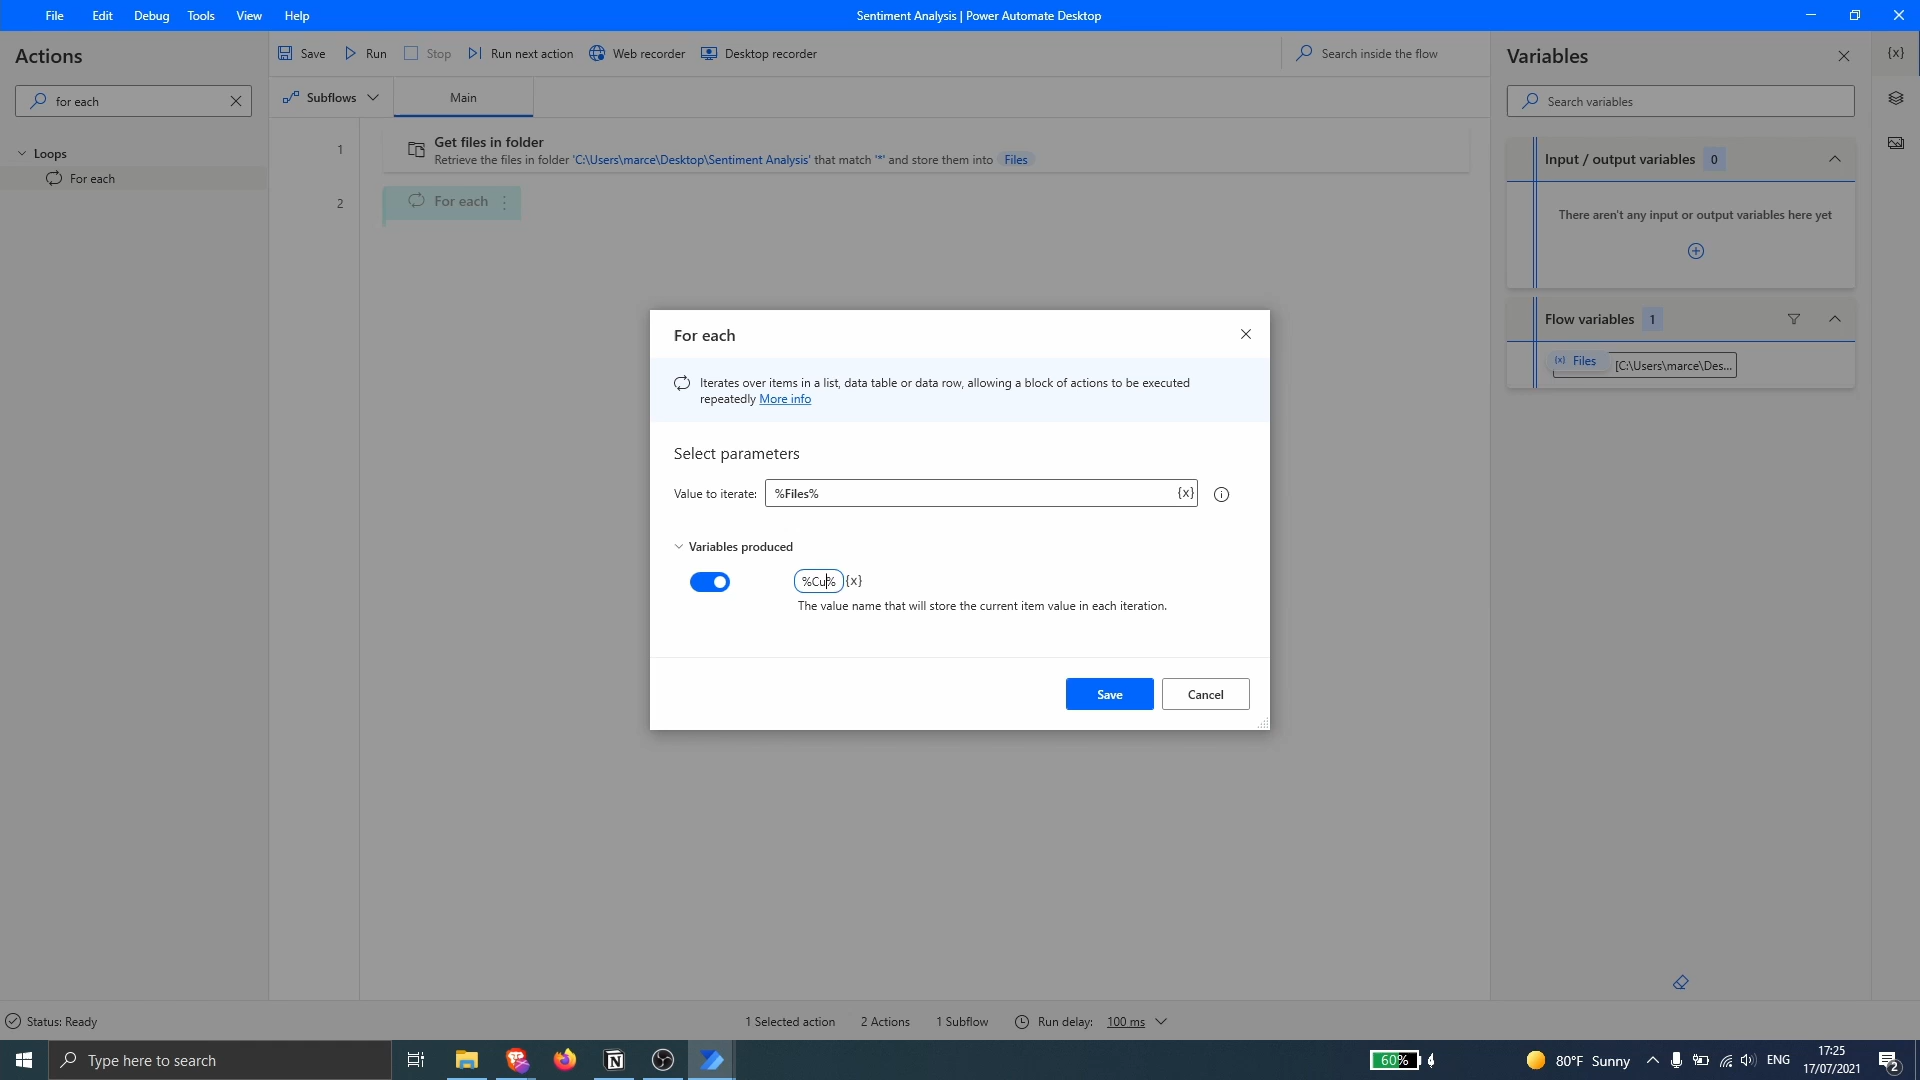 File Edit Debug Tools View Help
Sentiment Analysis | Power Automate Desktop
Actions
for each
Loops
For each
Save Run Stop Run next action Web recorder Desktop recorder
Search inside the flow
Subflows Main
1
Get files in folder
Retrieve the files in folder 'C:\Users\marce\Desktop\Sentiment Analysis' that match '*' and store them into Files
2
For each
For each
Iterates over items in a list, data table or data row, allowing a block of actions to be executed
repeatedly More info
Select parameters
Value to iterate: %Files% {x}
Variables produced
%Cu% {x}
The value name that will store the current item value in each iteration.
Save Cancel
Variables
{x}
Search variables
Input / output variables 0
There aren't any input or output variables here yet
Flow variables 1
(x) Files [C:\Users\marce\Des...
Status: Ready
1 Selected action 2 Actions 1 Subflow Run delay: 100 ms
Type here to search
60%
80°F Sunny
ENG
17:25
17/07/2021
2